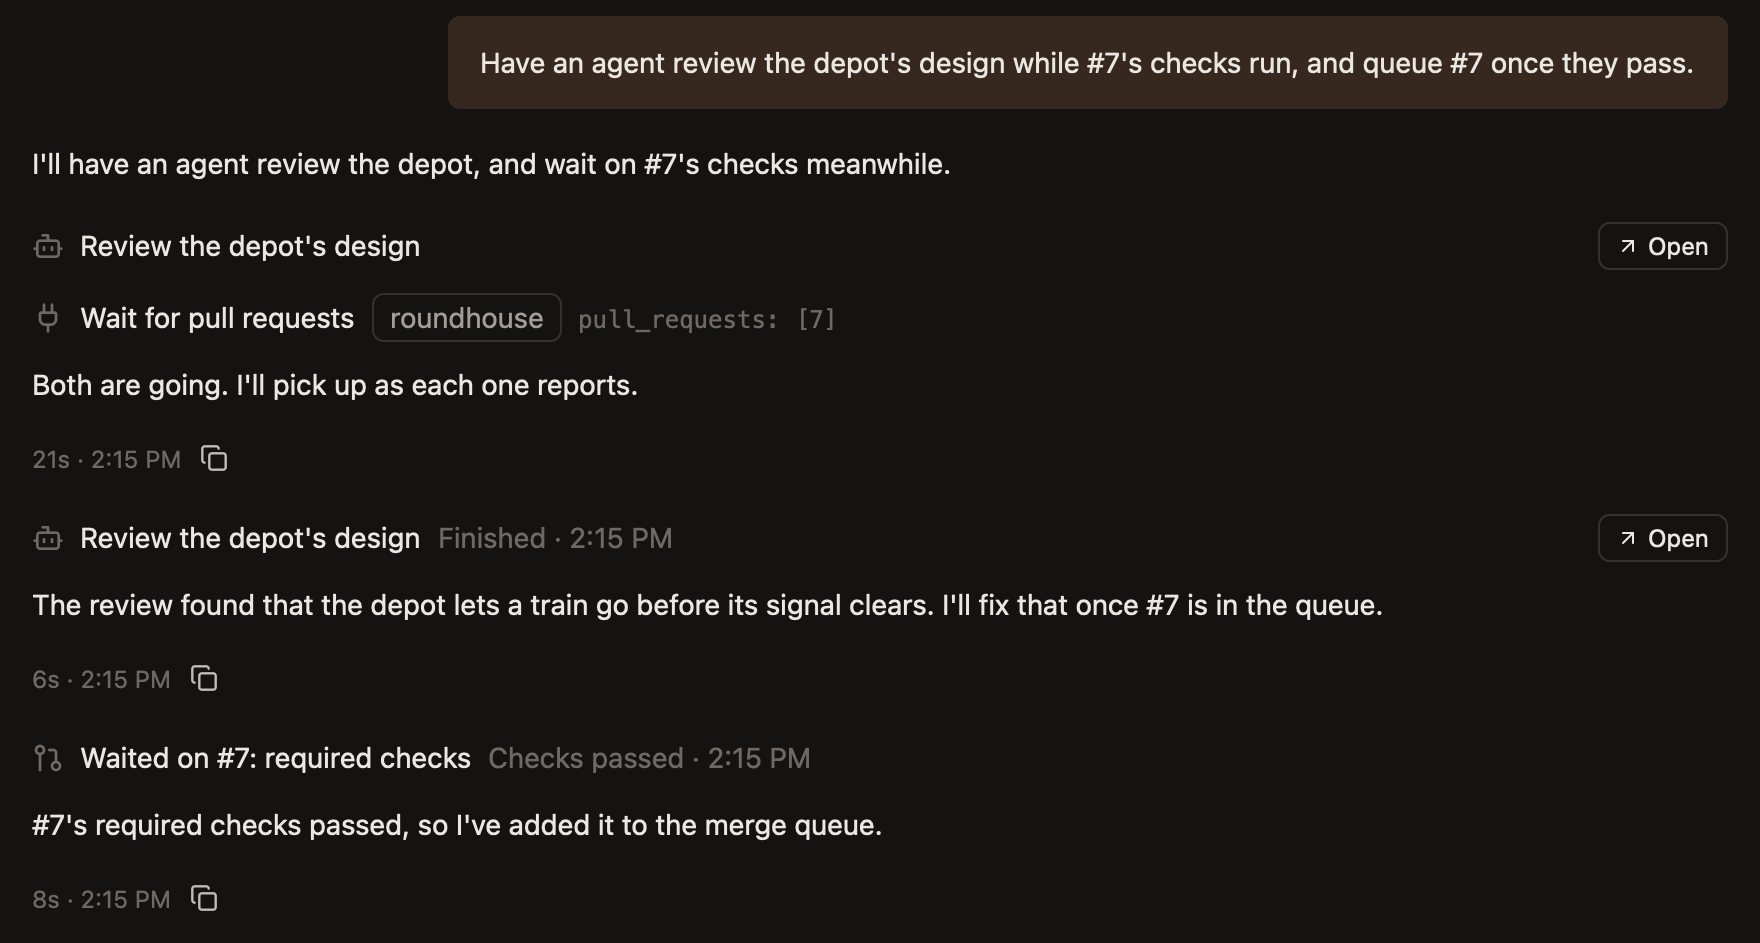 Have an agent review the depot's design while #7's checks run, and queue #7 once they pass.
I'll have an agent review the depot, and wait on #7's checks meanwhile.
Review the depot's design Open
Wait for pull requests roundhouse pull_requests: [7]
Both are going. I'll pick up as each one reports.
21s · 2:15 PM
Review the depot's design Finished · 2:15 PM Open
The review found that the depot lets a train go before its signal clears. I'll fix that once #7 is in the queue.
6s · 2:15 PM
Waited on #7: required checks Checks passed · 2:15 PM
#7's required checks passed, so I've added it to the merge queue.
8s · 2:15 PM